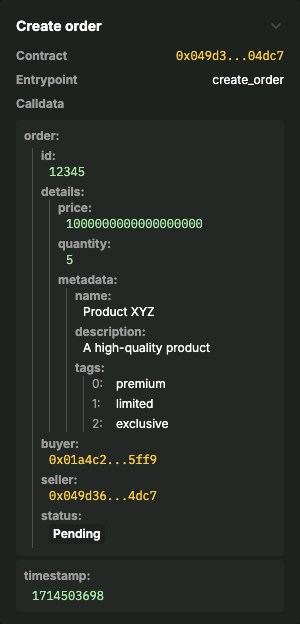 Create order
Contract 0x049d3...04dc7
Entrypoint create_order
Calldata
order:
id:
12345
details:
price:
1000000000000000000
quantity:
5
metadata:
name:
Product XYZ
description:
A high-quality product
tags:
0: premium
1: limited
2: exclusive
buyer:
0x01a4c2...5ff9
seller:
0x049d36...4dc7
status:
Pending
timestamp:
1714503698